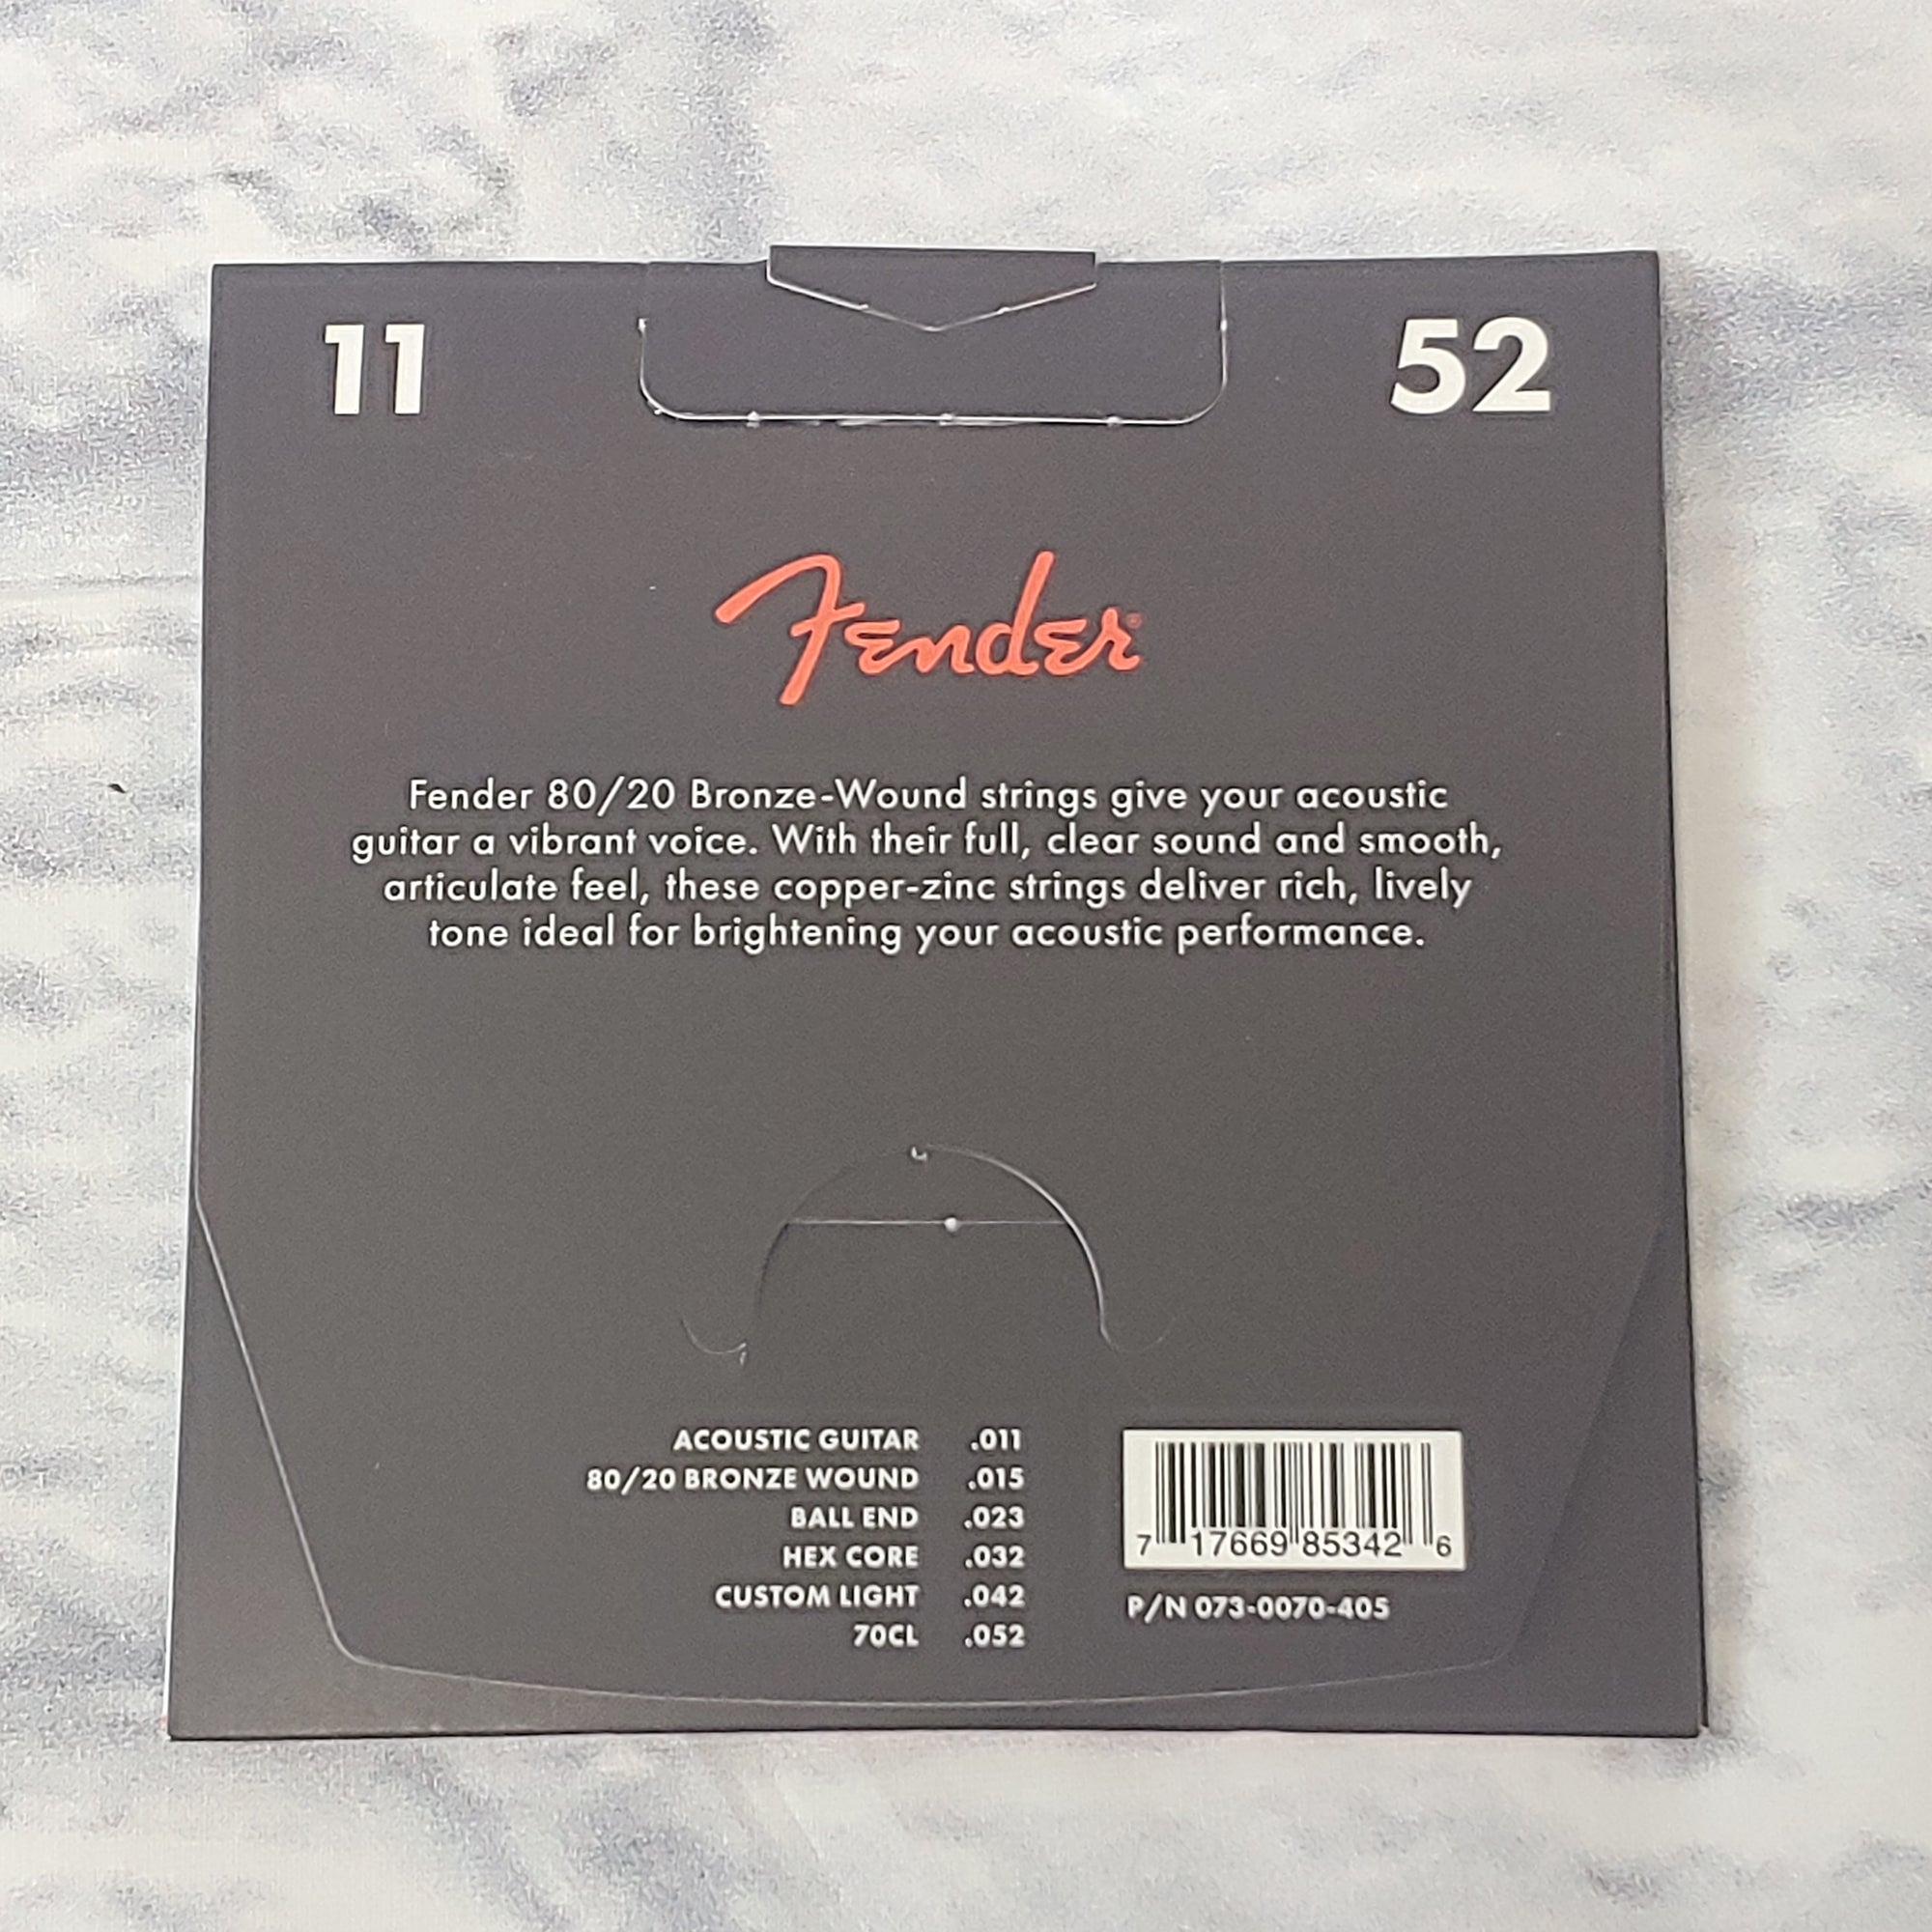 11 52
Fender®
Fender 80/20 Bronze-Wound strings give your acoustic
guitar a vibrant voice. With their full, clear sound and smooth,
articulate feel, these copper-zinc strings deliver rich, lively
tone ideal for brightening your acoustic performance.
ACOUSTIC GUITAR .011
80/20 BRONZE WOUND .015
BALL END .023
HEX CORE .032
CUSTOM LIGHT .042
70CL .052
7 17669 85342 6
P/N 073-0070-405